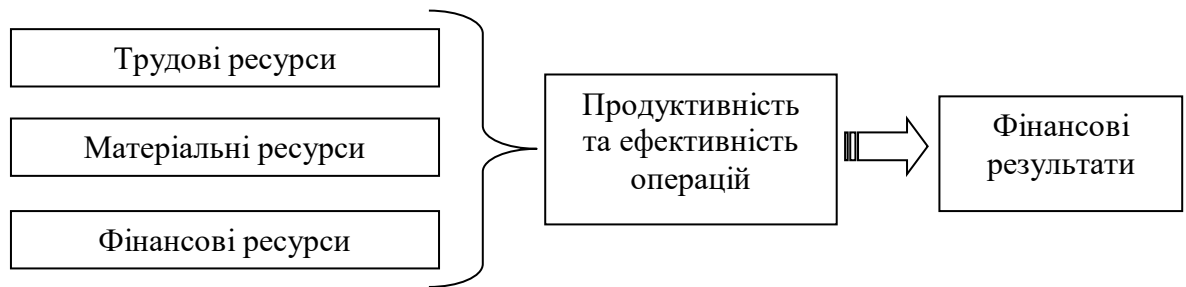 Трудові ресурси
Матеріальні ресурси
Фінансові ресурси
Продуктивність
та ефективність
операцій
Фінансові
результати